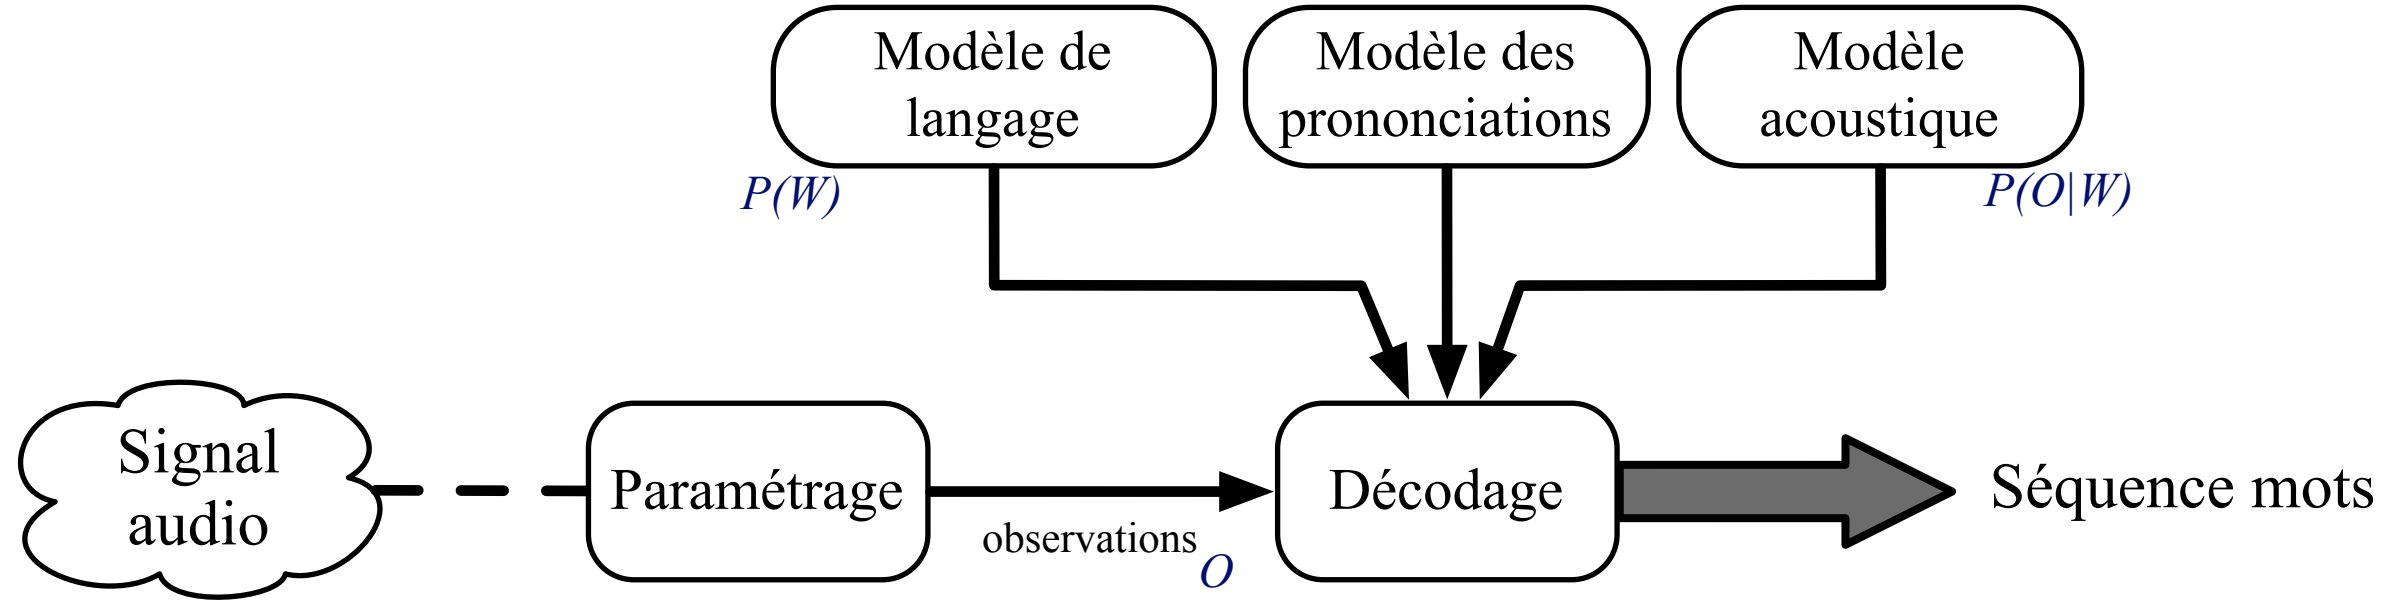 Modèle de
langage
Modèle des
prononciations
Modèle
acoustique
P(W)
P(O|W)
Signal
audio
Paramétrage
observations
O
Décodage
Séquence mots